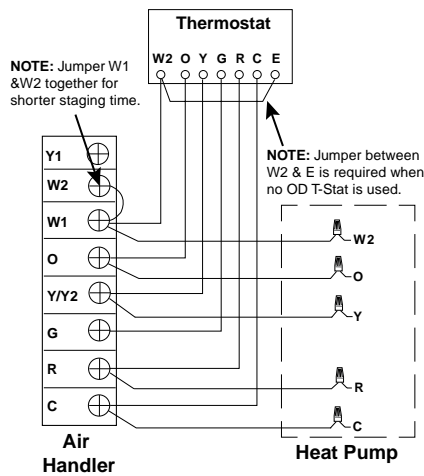 Thermostat
W2 O Y G R C E
NOTE: Jumper W1
&W2 together for
shorter staging time.
NOTE: Jumper between
W2 & E is required when
no OD T-Stat is used.
Y1
W2
W1
O
Y/Y2
G
R
C
W2
O
Y
R
C
Air
Handler
Heat Pump